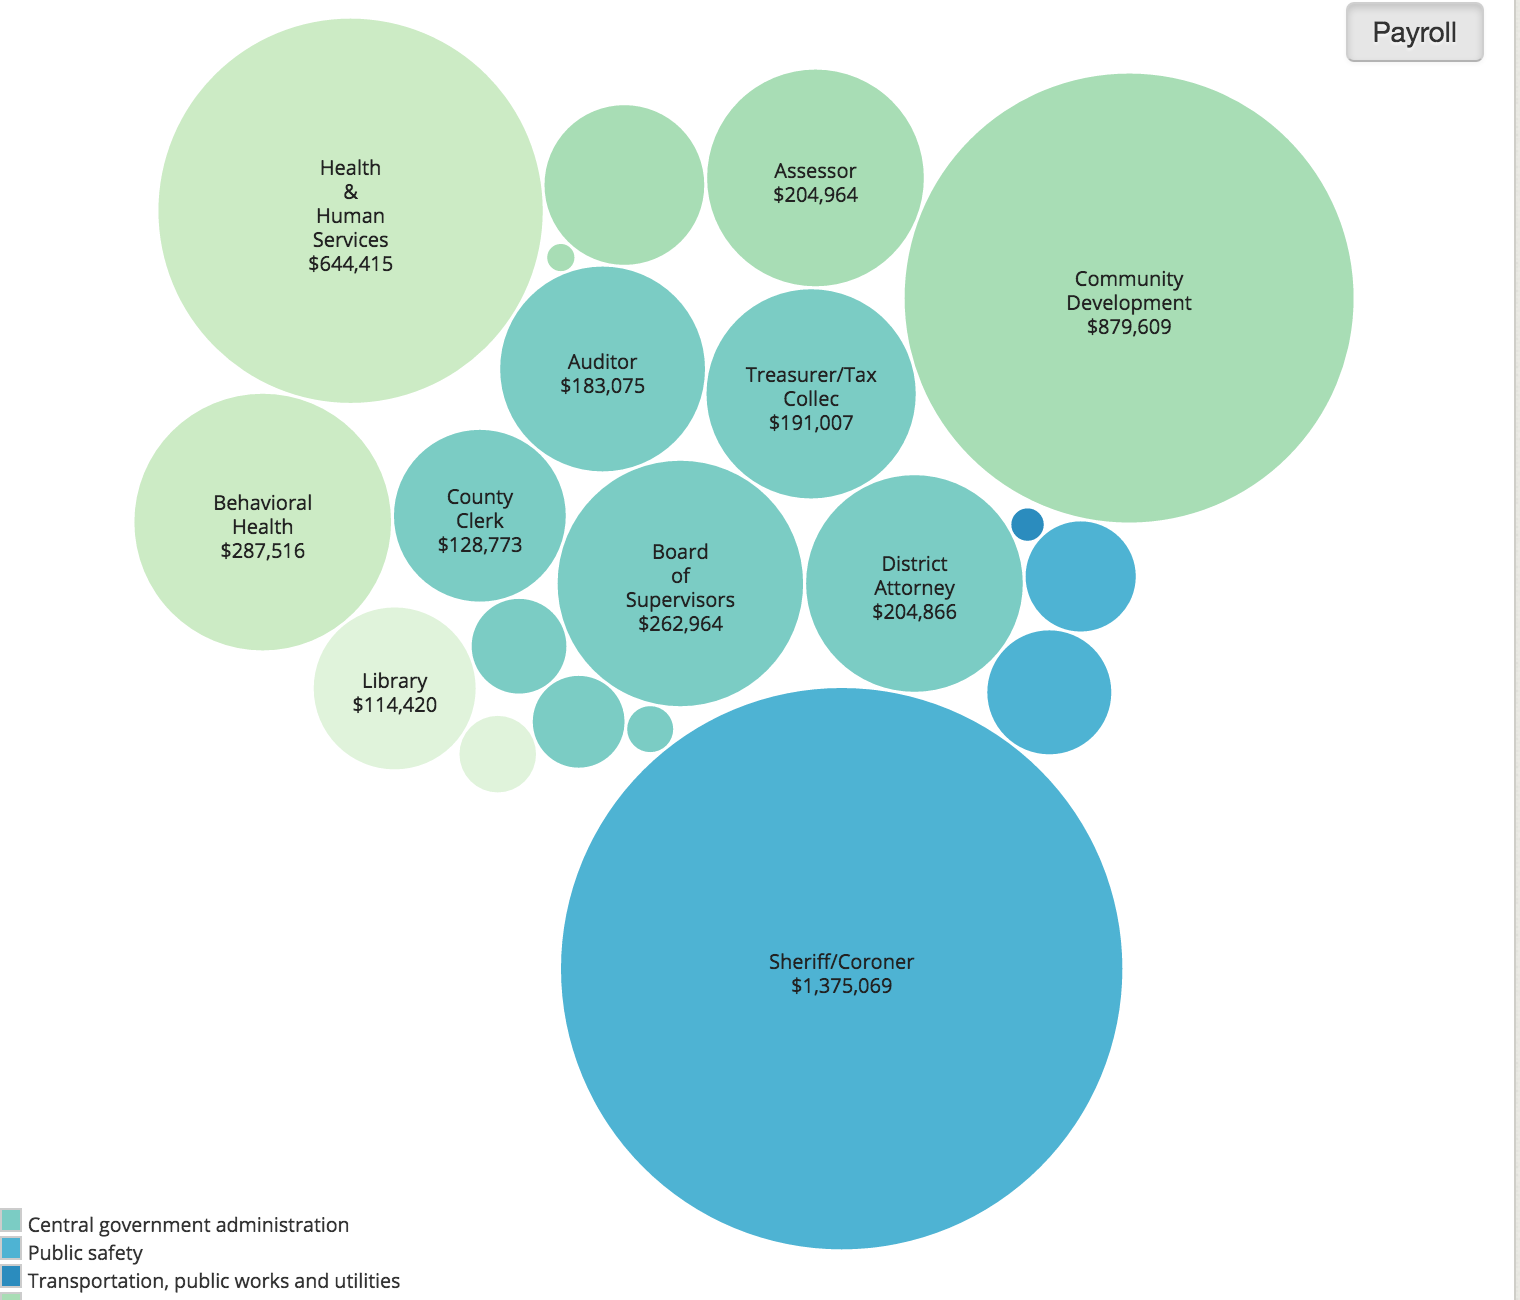 Payroll
Health
&
Human
Services
$644,415
Assessor
$204,964
Community
Development
$879,609
Auditor
$183,075
Treasurer/Tax
Collec
$191,007
Behavioral
Health
$287,516
County
Clerk
$128,773
Board
of
Supervisors
$262,964
District
Attorney
$204,866
Library
$114,420
Sheriff/Coroner
$1,375,069
Central government administration
Public safety
Transportation, public works and utilities